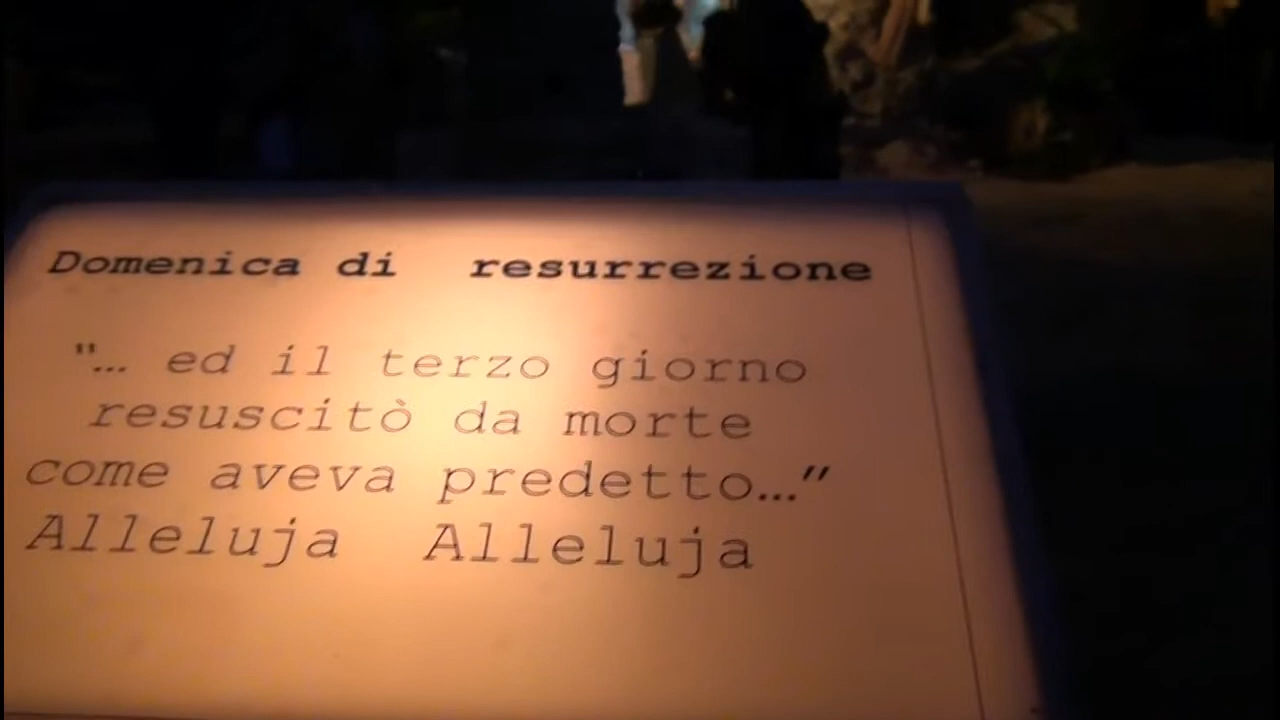 Domenica di resurrezione
"... ed il terzo giorno
resuscitò da morte
come aveva predetto..."
Alleluja Alleluja